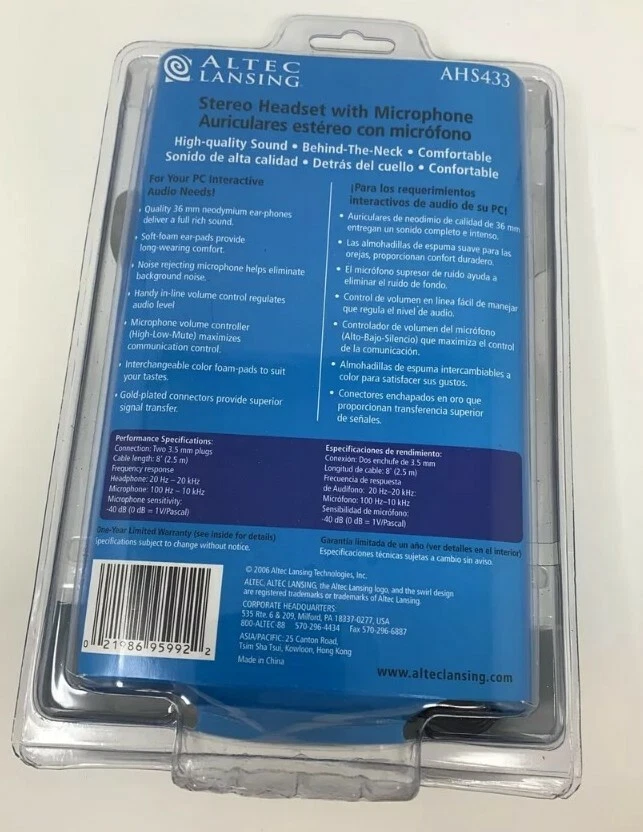 ALTEC
LANSING
AHS433
Stereo Headset with Microphone
Auriculares estéreo con micrófono
High-quality Sound • Behind-The-Neck • Comfortable
Sonido de alta calidad • Detrás del cuello • Confortable
For Your PC Interactive
Audio Needs!
• Quality 36 mm neodymium ear-phones
deliver a full rich sound.
• Soft-foam ear-pads provide
long-wearing comfort.
• Noise rejecting microphone helps eliminate
background noise.
• Handy in-line volume control regulates
audio level
• Microphone volume controller
(High-Low-Mute) maximizes
communication control.
• Interchangeable color foam-pads to suit
your tastes.
• Gold-plated connectors provide superior
signal transfer.
¡Para los requerimientos
interactivos de audio de su PC!
• Auriculares de neodimio de calidad de 36 mm
entregan un sonido completo e intenso.
• Las almohadillas de espuma suave para las
orejas, proporcionan confort duradero.
• El micrófono supresor de ruido ayuda a
eliminar el ruido de fondo.
• Control de volumen en línea fácil de manejar
que regula el nivel de audio.
• Controlador de volumen del micrófono
(Alto-Bajo-Silencio) que maximiza el control
de la comunicación.
• Almohadillas de espuma intercambiables a
color para satisfacer sus gustos.
• Conectores enchapados en oro que
proporcionan transferencia superior
de señales.
Performance Specifications:
Connection: Two 3.5 mm plugs
Cable length: 8' (2.5 m)
Frequency response
Headphone: 20 Hz – 20 kHz
Microphone: 100 Hz – 10 kHz
Microphone sensitivity:
-40 dB (0 dB = 1V/Pascal)
Especificaciones de rendimiento:
Conexión: Dos enchufe de 3.5 mm
Longitud de cable: 8' (2.5 m)
Frecuencia de respuesta
de Audífono: 20 Hz–20 kHz
Micrófono: 100 Hz–10 kHz
Sensibilidad de micrófono:
-40 dB (0 dB = 1V/Pascal)
One-Year Limited Warranty (see inside for details)
Specifications subject to change without notice.
Garantía limitada de un año (ver detalles en el interior)
Especificaciones técnicas sujetas a cambio sin aviso.
© 2006 Altec Lansing Technologies, Inc.
ALTEC, ALTEC LANSING, the Altec Lansing logo, and the swirl design
are registered trademarks or trademarks of Altec Lansing
CORPORATE HEADQUARTERS:
535 Rte. 6 & 209, Milford, PA 18337-0277, USA
800-ALTEC-88 570-296-4434 Fax 570-296-6887
ASIA/PACIFIC: 25 Canton Road,
Tsim Sha Tsui, Kowloon, Hong Kong
Made in China
0 21986 95992 2
www.alteclansing.com